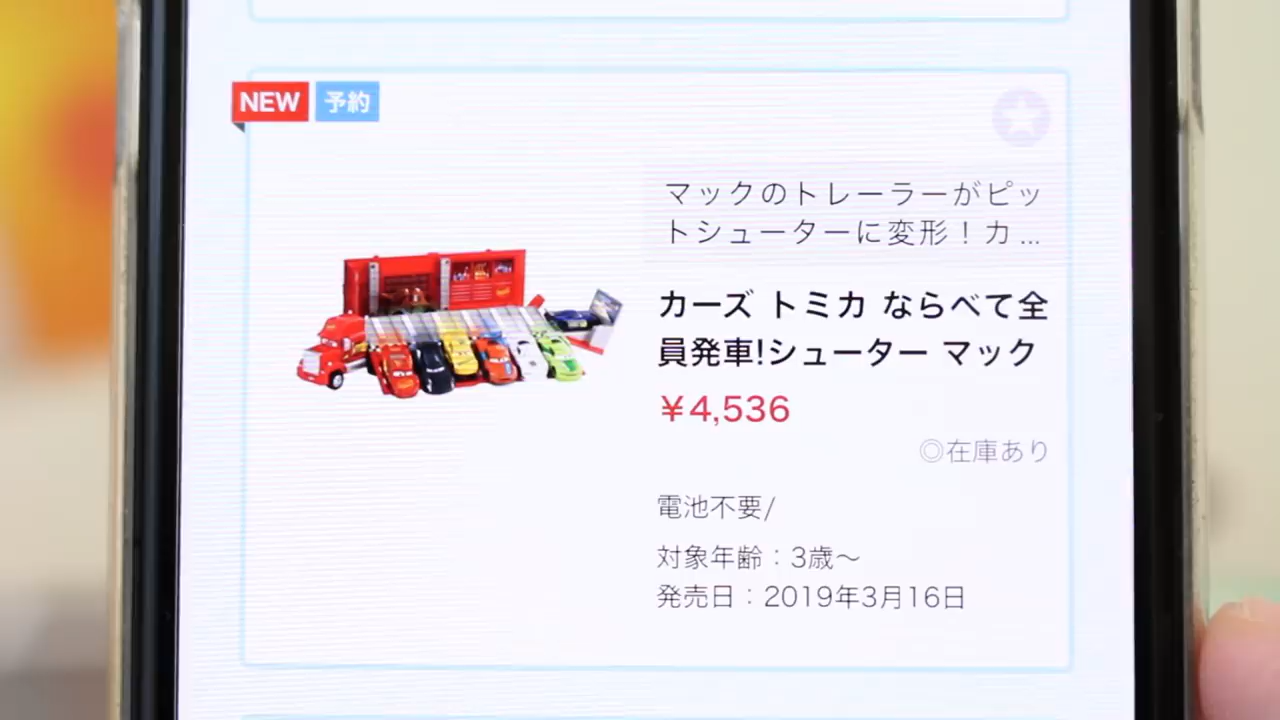 NEW 予約
マックのトレーラーがピッ
トシューターに変形！カ...
カーズ トミカ ならべて全
員発車!シューター マック
￥4,536
◎在庫あり
電池不要/
対象年齢：3歳〜
発売日：2019年3月16日